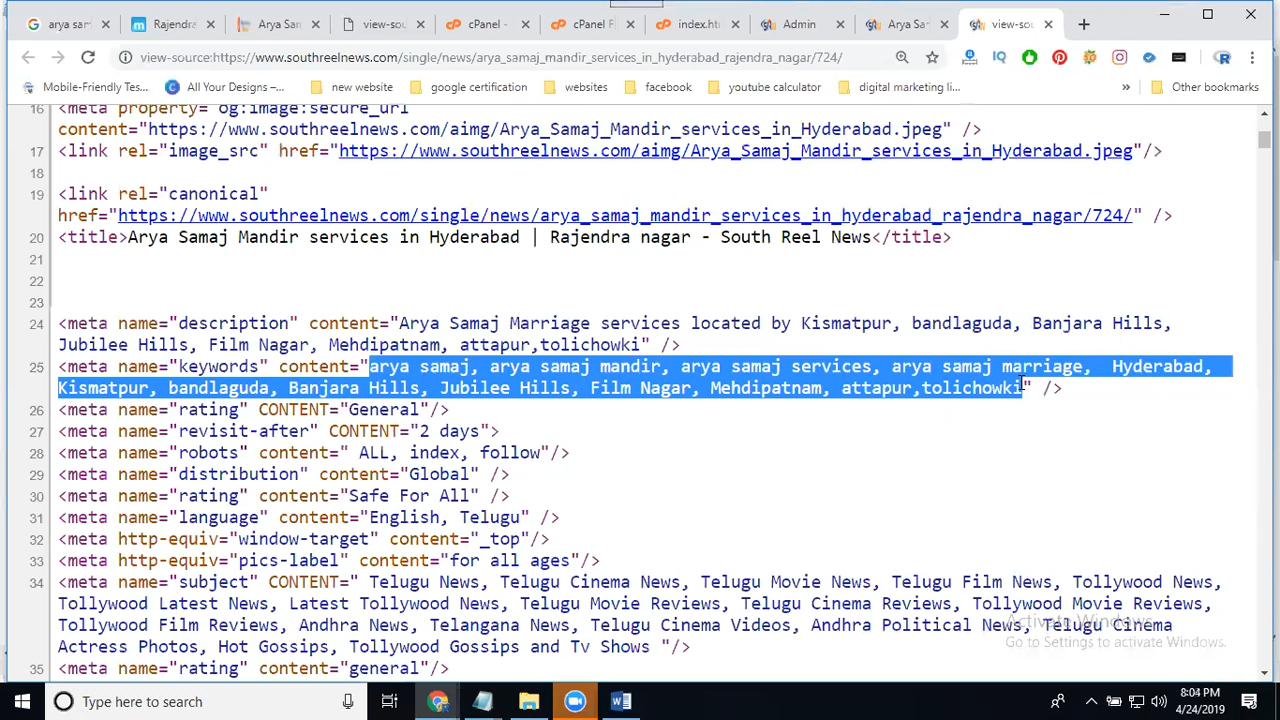 arya sam
Rajendra
Arya San
view-sou
cPanel -
cPanel F
index.ht
Admin
Arya Sa
view-so
view-source:https://www.southreelnews.com/single/news/arya_samaj_mandir_services_in_hyderabad_rajendra_nagar/724/
Mobile-Friendly Tes...
All Your Designs –...
new website
google certification
websites
facebook
youtube calculator
digital marketing li...
»
Other bookmarks
16 <meta property="og:image:secure_url"
content="https://www.southreelnews.com/aimg/Arya_Samaj_Mandir_services_in_Hyderabad.jpeg" />
17 <link rel="image_src" href="https://www.southreelnews.com/aimg/Arya_Samaj_Mandir_services_in_Hyderabad.jpeg"/>
18
19 <link rel="canonical"
href="https://www.southreelnews.com/single/news/arya_samaj_mandir_services_in_hyderabad_rajendra_nagar/724/" />
20 <title>Arya Samaj Mandir services in Hyderabad | Rajendra nagar - South Reel News</title>
21
22
23
24 <meta name="description" content="Arya Samaj Marriage services located by Kismatpur, bandlaguda, Banjara Hills,
Jubilee Hills, Film Nagar, Mehdipatnam, attapur,tolichowki" />
25 <meta name="keywords" content="arya samaj, arya samaj mandir, arya samaj services, arya samaj marriage,  Hyderabad,
Kismatpur, bandlaguda, Banjara Hills, Jubilee Hills, Film Nagar, Mehdipatnam, attapur,tolichowki" />
26 <meta name="rating" CONTENT="General"/>
27 <meta name="revisit-after" CONTENT="2 days">
28 <meta name="robots" content=" ALL, index, follow"/>
29 <meta name="distribution" content="Global" />
30 <meta name="rating" content="Safe For All" />
31 <meta name="language" content="English, Telugu" />
32 <meta http-equiv="window-target" content="_top"/>
33 <meta http-equiv="pics-label" content="for all ages"/>
34 <meta name="subject" CONTENT=" Telugu News, Telugu Cinema News, Telugu Movie News, Telugu Film News, Tollywood News,
Tollywood Latest News, Latest Tollywood News, Telugu Movie Reviews, Telugu Cinema Reviews, Tollywood Movie Reviews,
Tollywood Film Reviews, Andhra News, Telangana News, Telugu Cinema Videos, Andhra Political News, Telugu Cinema
Actress Photos, Hot Gossips, Tollywood Gossips and Tv Shows "/>
35 <meta name="rating" content="general"/>
Activate Windows
Go to Settings to activate Windows.
Type here to search
8:04 PM
4/24/2019